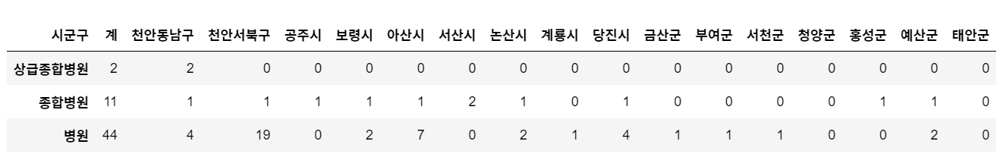 시군구 계 천안동남구 천안서북구 공주시 보령시 아산시 서산시 논산시 계룡시 당진시 금산군 부여군 서천군 청양군 홍성군 예산군 태안군
상급종합병원 2 2 0 0 0 0 0 0 0 0 0 0 0 0 0 0 0
종합병원 11 1 1 1 1 1 2 1 0 1 0 0 0 0 1 1 0
병원 44 4 19 0 2 7 0 2 1 4 1 1 1 0 0 2 0